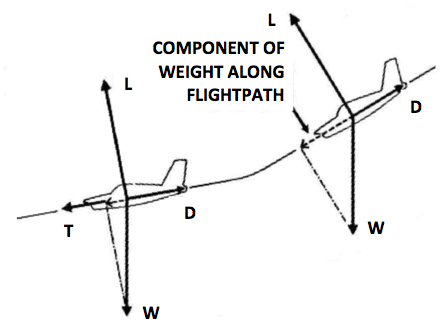 L
COMPONENT OF
WEIGHT ALONG
FLIGHTPATH
L
D
D
T
W
W